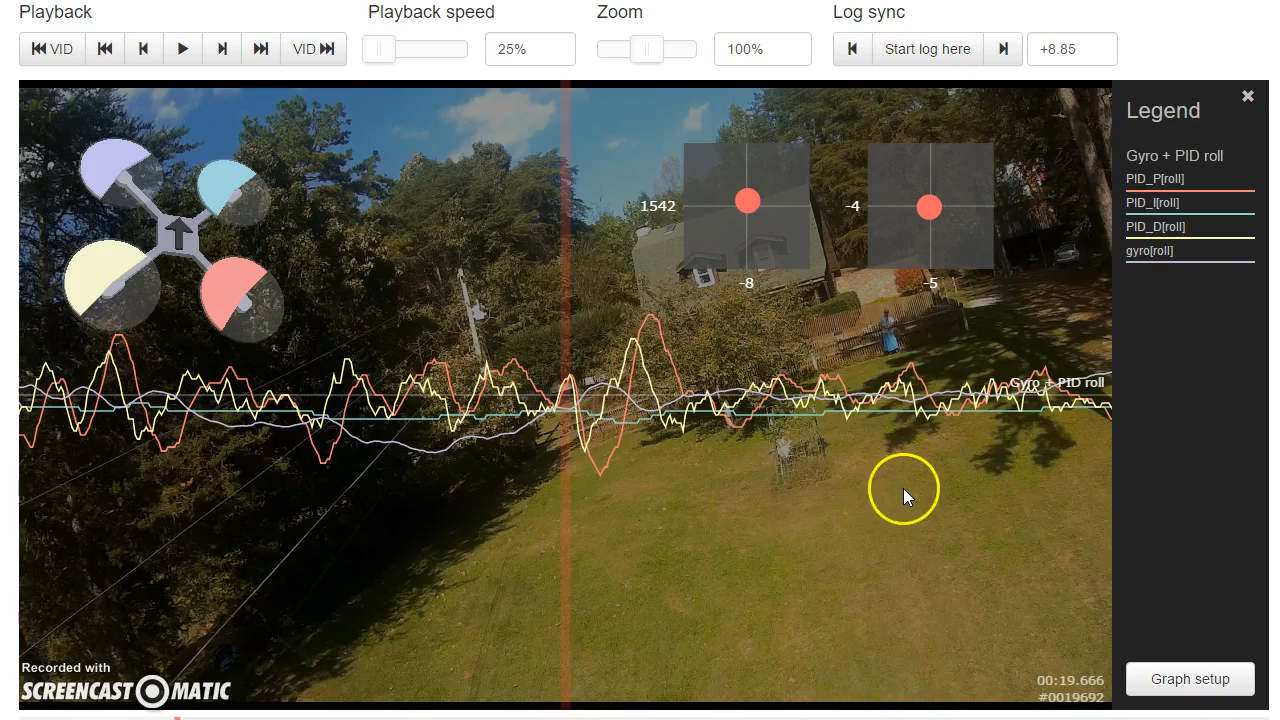 Playback
Playback speed
Zoom
Log sync
VID
VID
25%
100%
Start log here
+8.85
Legend
Gyro + PID roll
PID_P[roll]
PID_I[roll]
PID_D[roll]
gyro[roll]
1542
-8
-4
-5
Gyro + PID roll
Recorded with
SCREENCAST MATIC
00:19.666
#0019692
Graph setup